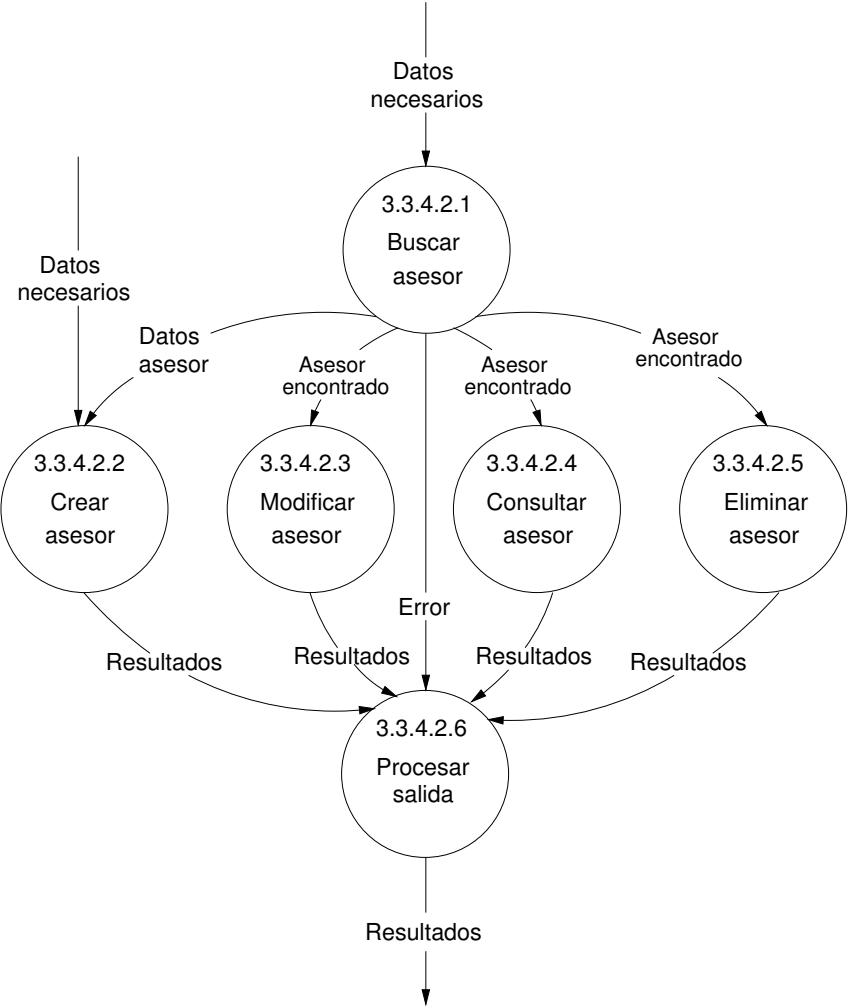 Datos
necesarios
3.3.4.2.1
Buscar
asesor
Datos
necesarios
Datos
asesor
Asesor
encontrado
Asesor
encontrado
Asesor
encontrado
3.3.4.2.2
Crear
asesor
3.3.4.2.3
Modificar
asesor
3.3.4.2.4
Consultar
asesor
3.3.4.2.5
Eliminar
asesor
Error
Resultados
Resultados
Resultados
Resultados
3.3.4.2.6
Procesar
salida
Resultados